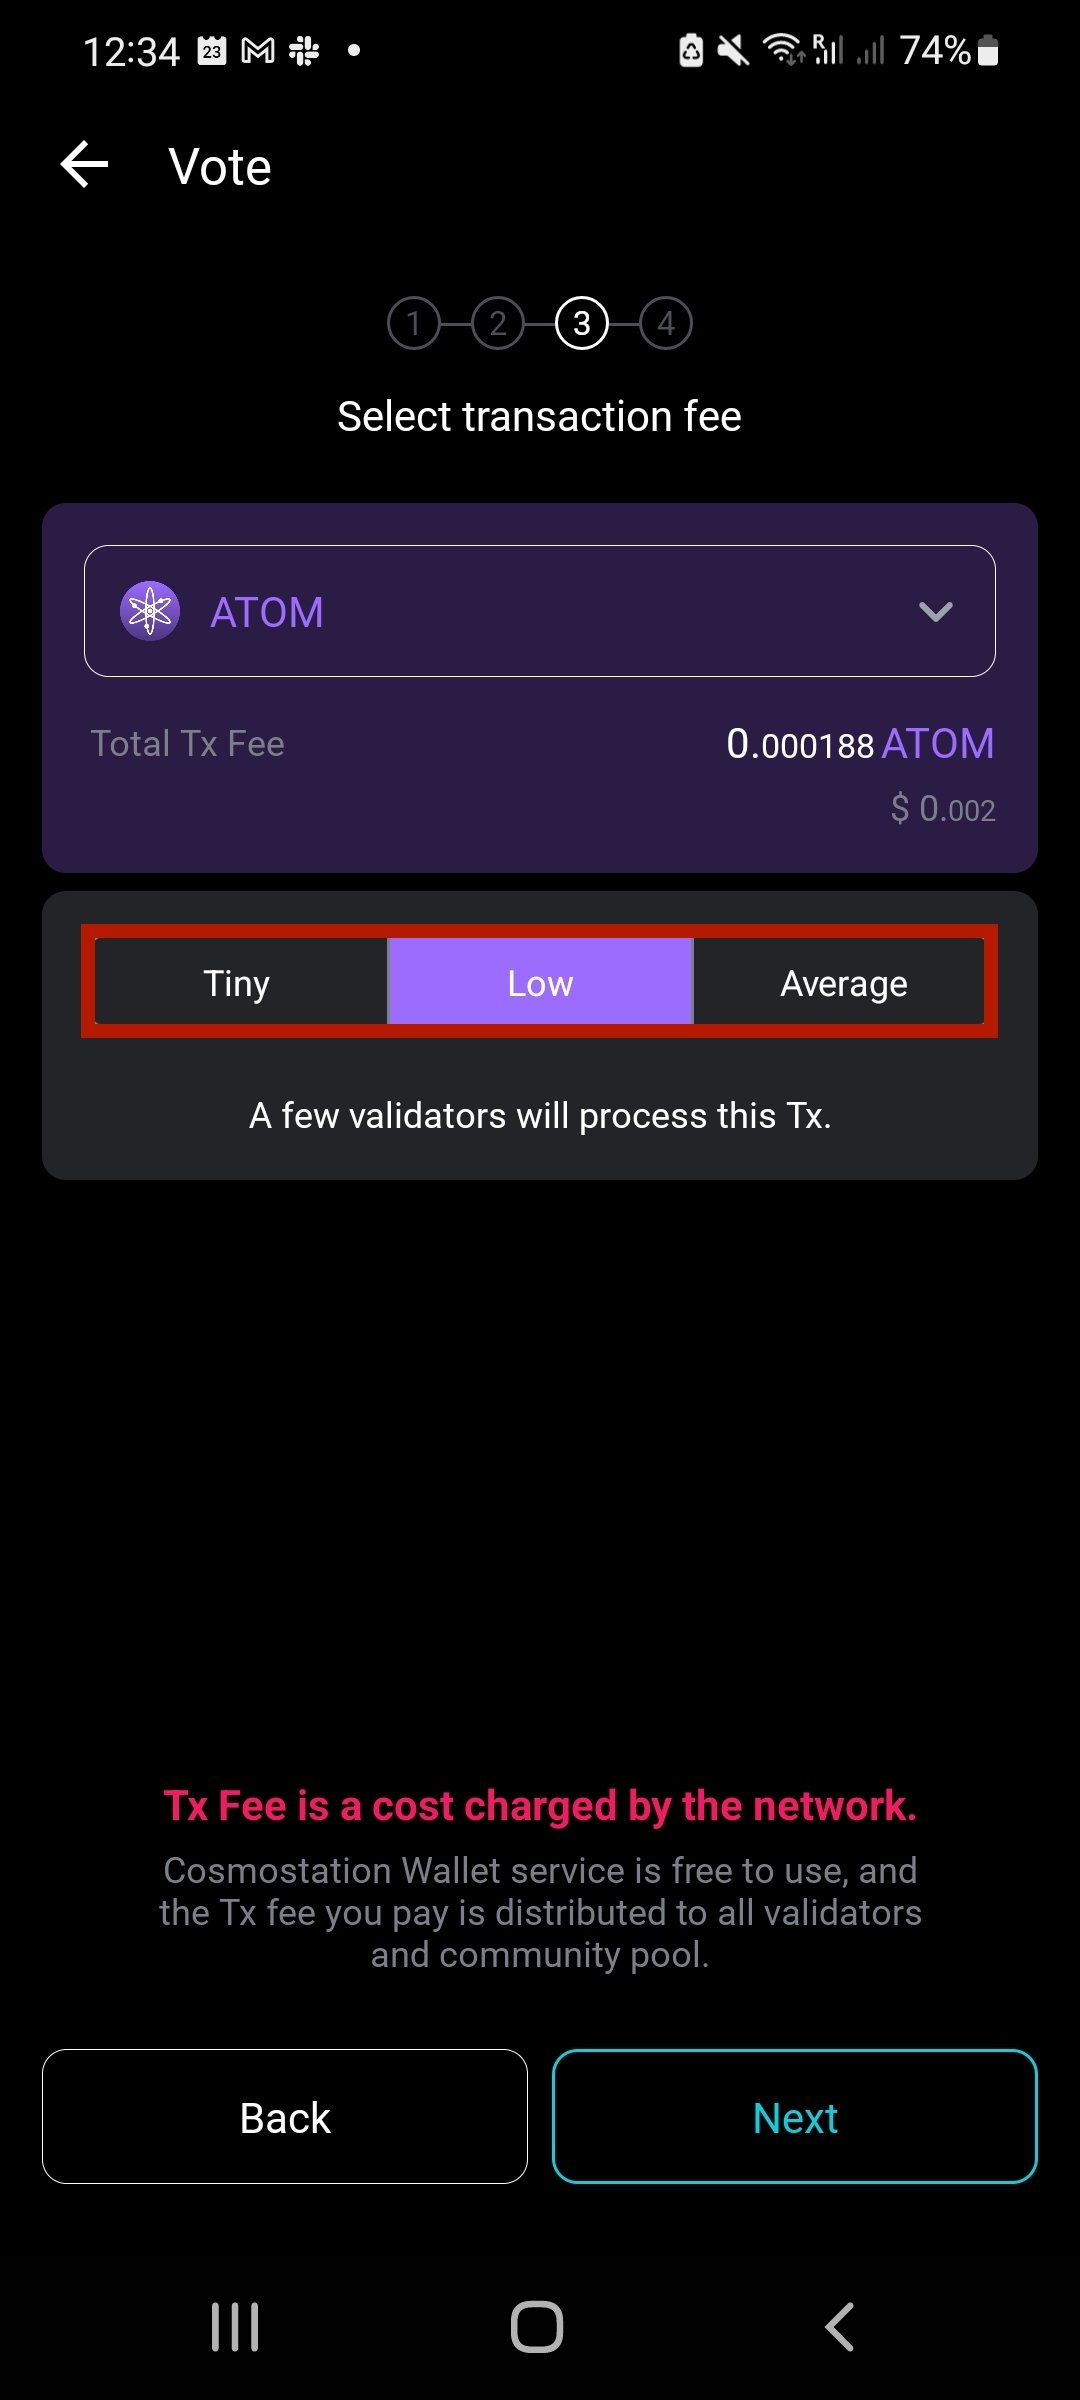 12:34 23 R 74%
Vote
1 2 3 4
Select transaction fee
ATOM
Total Tx Fee 0.000188 ATOM
$ 0.002
Tiny Low Average
A few validators will process this Tx.
Tx Fee is a cost charged by the network.
Cosmostation Wallet service is free to use, and
the Tx fee you pay is distributed to all validators
and community pool.
Back Next